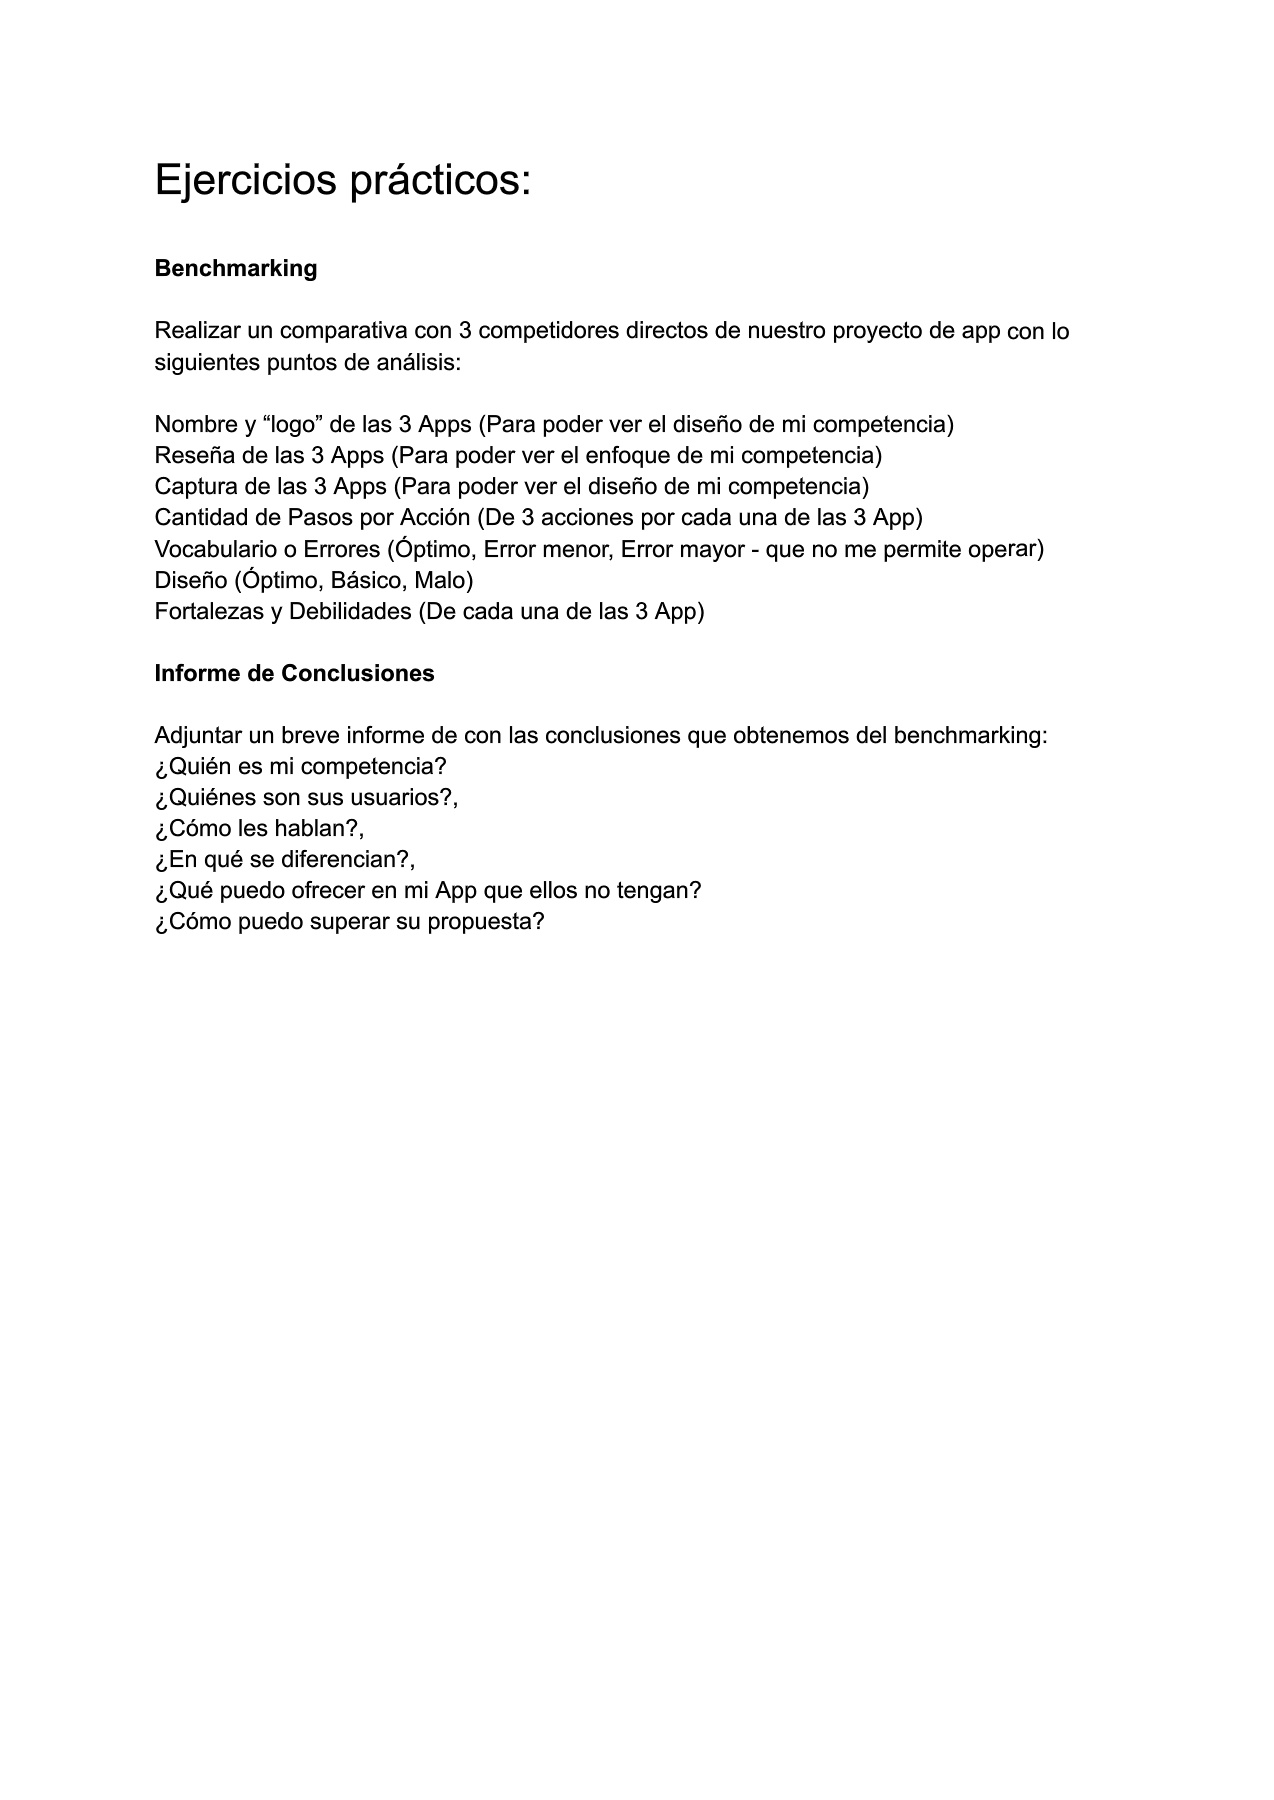 Ejercicios prácticos:
Benchmarking
Realizar un comparativa con 3 competidores directos de nuestro proyecto de app con lo
siguientes puntos de análisis:
Nombre y “logo” de las 3 Apps (Para poder ver el diseño de mi competencia)
Reseña de las 3 Apps (Para poder ver el enfoque de mi competencia)
Captura de las 3 Apps (Para poder ver el diseño de mi competencia)
Cantidad de Pasos por Acción (De 3 acciones por cada una de las 3 App)
Vocabulario o Errores (Óptimo, Error menor, Error mayor - que no me permite operar)
Diseño (Óptimo, Básico, Malo)
Fortalezas y Debilidades (De cada una de las 3 App)
Informe de Conclusiones
Adjuntar un breve informe de con las conclusiones que obtenemos del benchmarking:
¿Quién es mi competencia?
¿Quiénes son sus usuarios?,
¿Cómo les hablan?,
¿En qué se diferencian?,
¿Qué puedo ofrecer en mi App que ellos no tengan?
¿Cómo puedo superar su propuesta?